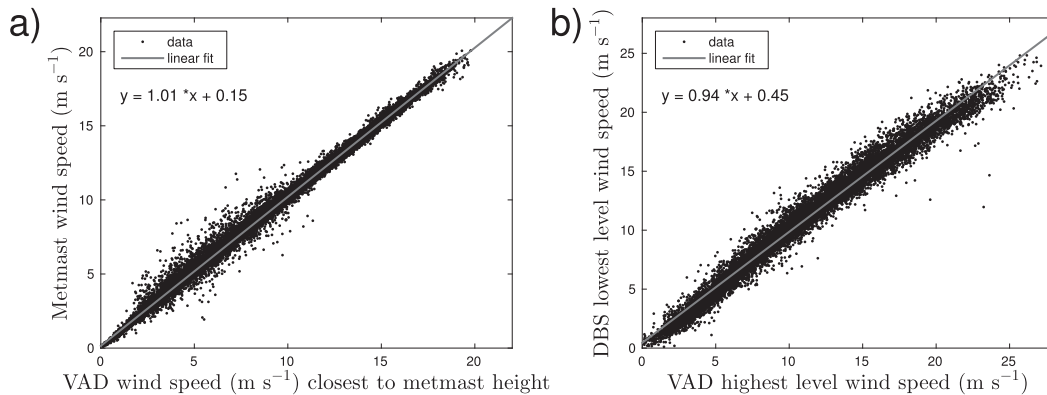 a)
data
linear fit
y = 1.01 *x + 0.15
Metmast wind speed (m s−1)
0
5
10
15
20
0
5
10
15
20
VAD wind speed (m s−1) closest to metmast height
b)
data
linear fit
y = 0.94 *x + 0.45
DBS lowest level wind speed (m s−1)
0
5
10
15
20
25
0
5
10
15
20
25
VAD highest level wind speed (m s−1)